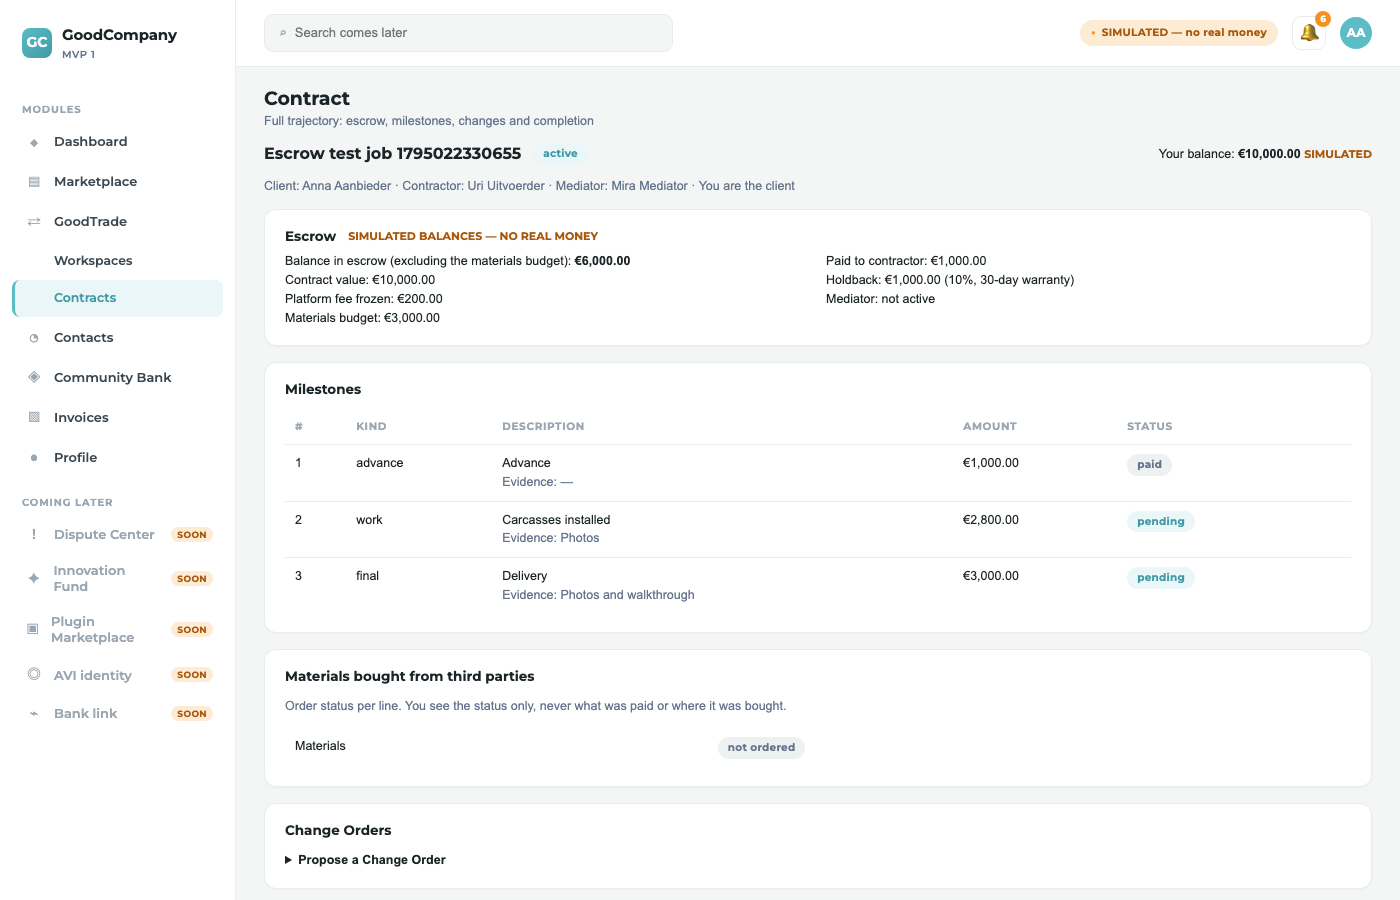 GC
GoodCompany
MVP 1
MODULES
Dashboard
Marketplace
GoodTrade
Workspaces
Contracts
Contacts
Community Bank
Invoices
Profile
COMING LATER
Dispute Center SOON
Innovation Fund SOON
Plugin Marketplace SOON
AVI identity SOON
Bank link SOON
Search comes later
SIMULATED — no real money
6
AA
Contract
Full trajectory: escrow, milestones, changes and completion
Escrow test job 1795022330655 active
Your balance: €10,000.00 SIMULATED
Client: Anna Aanbieder · Contractor: Uri Uitvoerder · Mediator: Mira Mediator · You are the client
Escrow SIMULATED BALANCES — NO REAL MONEY
Balance in escrow (excluding the materials budget): €6,000.00
Contract value: €10,000.00
Platform fee frozen: €200.00
Materials budget: €3,000.00
Paid to contractor: €1,000.00
Holdback: €1,000.00 (10%, 30-day warranty)
Mediator: not active
Milestones
# KIND DESCRIPTION AMOUNT STATUS
1 advance Advance €1,000.00 paid
Evidence: —
2 work Carcasses installed €2,800.00 pending
Evidence: Photos
3 final Delivery €3,000.00 pending
Evidence: Photos and walkthrough
Materials bought from third parties
Order status per line. You see the status only, never what was paid or where it was bought.
Materials not ordered
Change Orders
Propose a Change Order